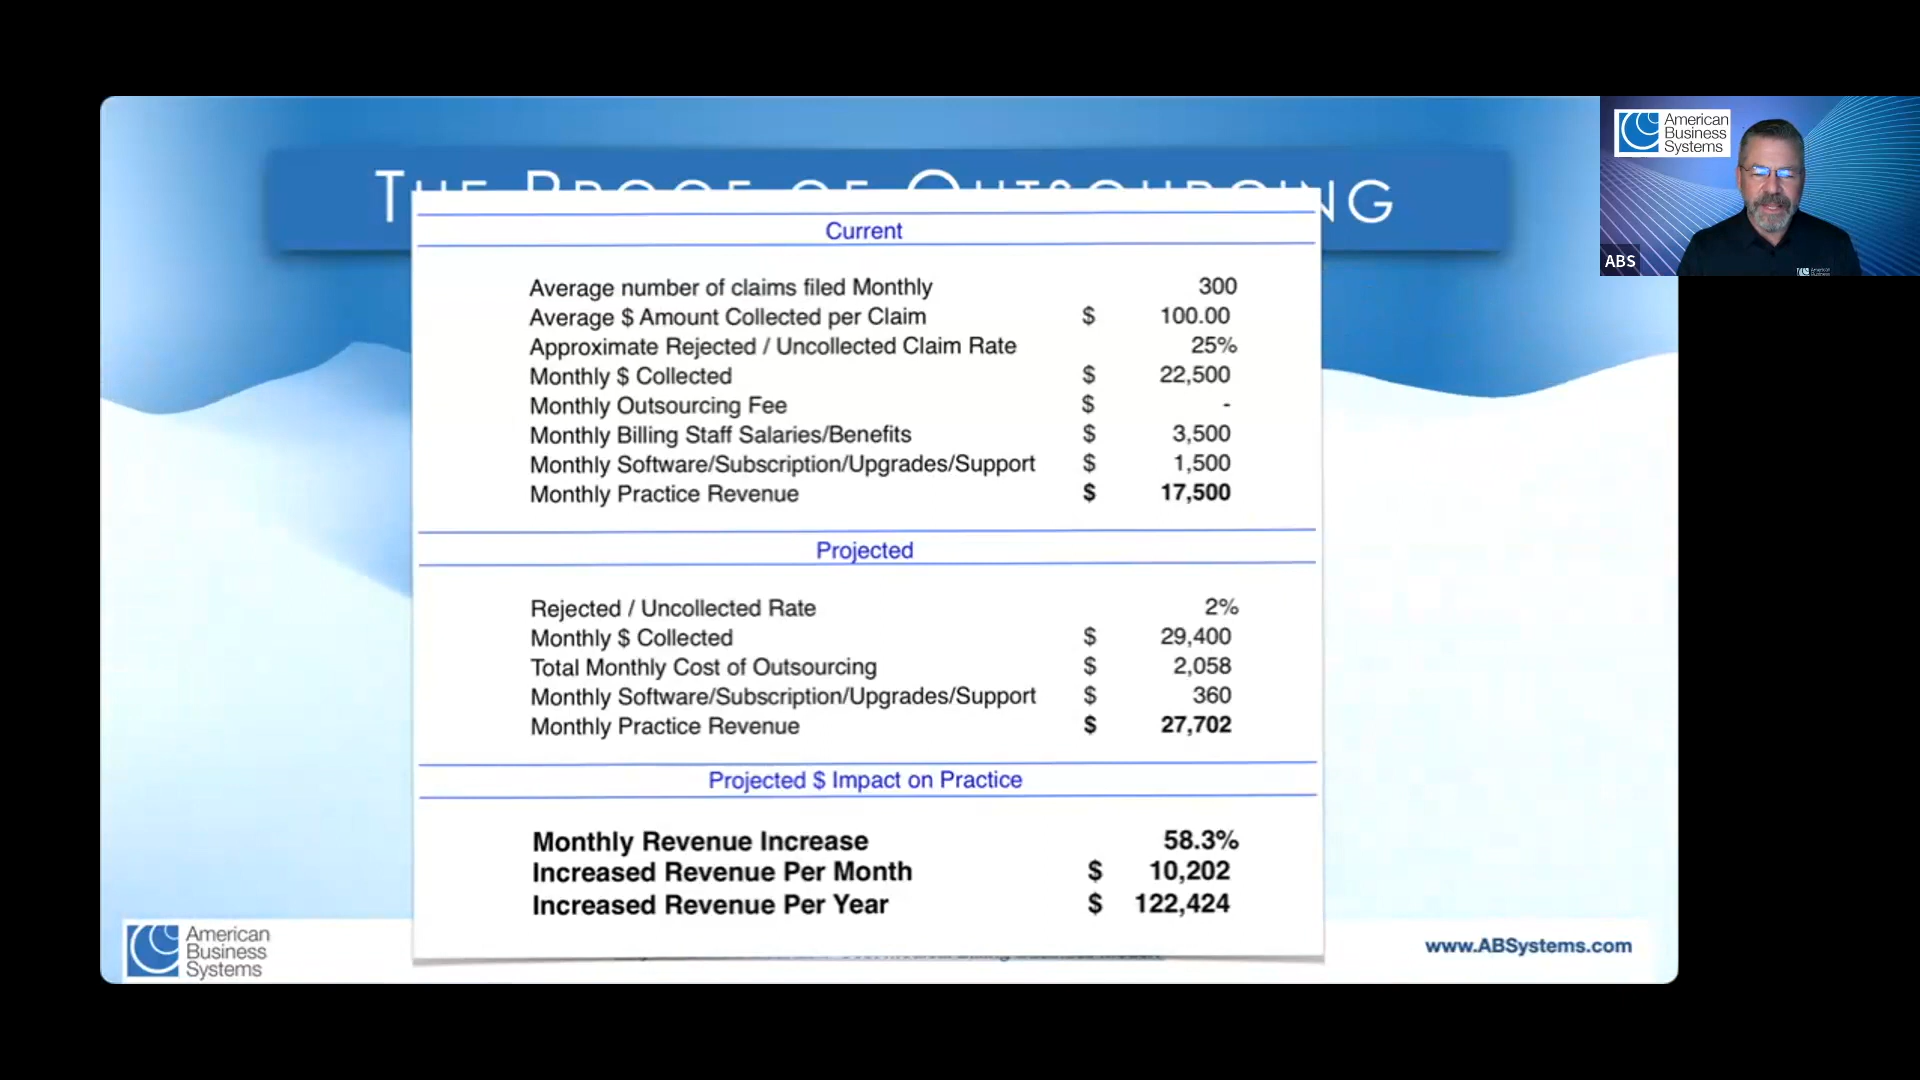 THE PROOF OF OUTSOURCING
Current
Average number of claims filed Monthly 300
Average $ Amount Collected per Claim $ 100.00
Approximate Rejected / Uncollected Claim Rate 25%
Monthly $ Collected $ 22,500
Monthly Outsourcing Fee $ -
Monthly Billing Staff Salaries/Benefits $ 3,500
Monthly Software/Subscription/Upgrades/Support $ 1,500
Monthly Practice Revenue $ 17,500
Projected
Rejected / Uncollected Rate 2%
Monthly $ Collected $ 29,400
Total Monthly Cost of Outsourcing $ 2,058
Monthly Software/Subscription/Upgrades/Support $ 360
Monthly Practice Revenue $ 27,702
Projected $ Impact on Practice
Monthly Revenue Increase 58.3%
Increased Revenue Per Month $ 10,202
Increased Revenue Per Year $ 122,424
American
Business
Systems
www.ABSystems.com
American
Business
Systems
ABS